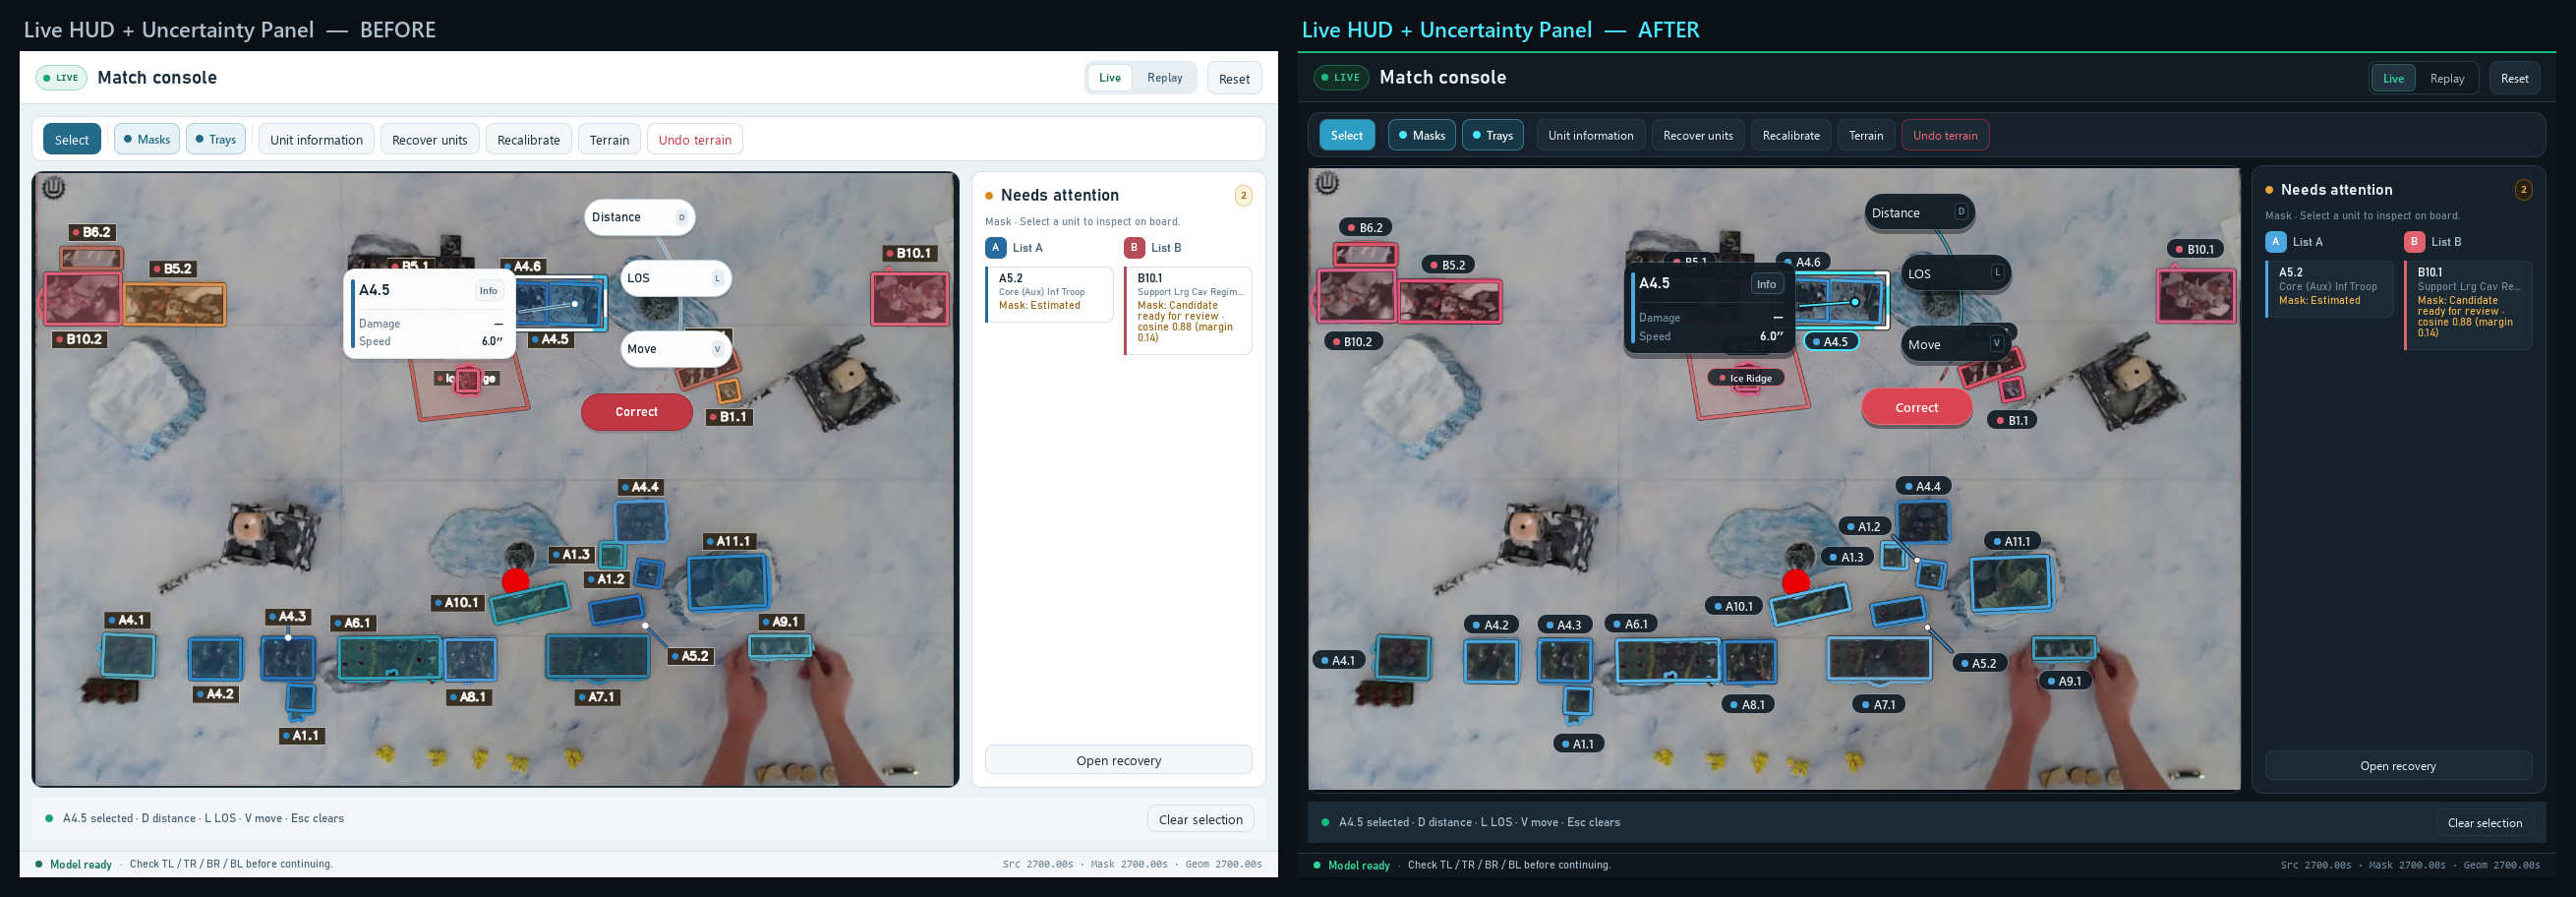 Live HUD + Uncertainty Panel — BEFORE
LIVE
Match console
Live
Replay
Reset
Select
Masks
Trays
Unit information
Recover units
Recalibrate
Terrain
Undo terrain
B6.2
B5.2
B5.1
A4.6
B10.1
Distance D
LOS L
Move V
Correct
A4.5 Info
Damage —
Speed 6.0″
A4.5
B10.2
B1.1
A4.4
A1.3
A11.1
A1.2
A10.1
A4.1
A4.3
A6.1
A9.1
A5.2
A4.2
A8.1
A7.1
A1.1
Needs attention
2
Mask · Select a unit to inspect on board.
A List A
B List B
A5.2
Core (Aux) Inf Troop
Mask: Estimated
B10.1
Support Lrg Cav Regim...
Mask: Candidate
ready for review ·
cosine 0.88 (margin
0.14)
Open recovery
A4.5 selected · D distance · L LOS · V move · Esc clears
Clear selection
Model ready · Check TL / TR / BR / BL before continuing.
Src 2700.00s · Mask 2700.00s · Geom 2700.00s
Live HUD + Uncertainty Panel — AFTER
LIVE
Match console
Live
Replay
Reset
Select
Masks
Trays
Unit information
Recover units
Recalibrate
Terrain
Undo terrain
B6.2
B5.2
B5.1
A4.6
B10.1
Distance D
LOS L
Move V
Correct
A4.5 Info
Damage —
Speed 6.0″
A4.5
B10.2
Ice Ridge
B1.1
A4.4
A1.2
A1.3
A11.1
A10.1
A4.2
A4.3
A6.1
A4.1
A5.2
A9.1
A8.1
A7.1
A1.1
Needs attention
2
Mask · Select a unit to inspect on board.
A List A
B List B
A5.2
Core (Aux) Inf Troop
Mask: Estimated
B10.1
Support Lrg Cav Re...
Mask: Candidate
ready for review ·
cosine 0.88 (margin
0.14)
Open recovery
A4.5 selected · D distance · L LOS · V move · Esc clears
Clear selection
Model ready · Check TL / TR / BR / BL before continuing.
Src 2700.00s · Mask 2700.00s · Geom 2700.00s